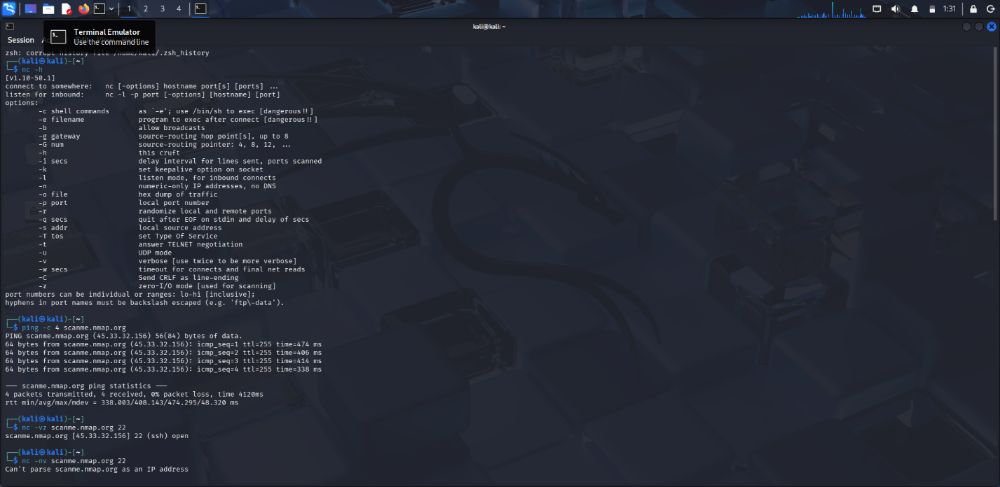 1 2 3 4
1:31
Terminal Emulator
Use the command line
kali@kali: ~
Session
zsh: corrupt history file /home/kali/.zsh_history
┌──(kali㉿kali)-[~]
└─$ nc -h
[v1.10-50.1]
connect to somewhere:   nc [-options] hostname port[s] [ports] ...
listen for inbound:     nc -l -p port [-options] [hostname] [port]
options:
-c shell commands       as `-e'; use /bin/sh to exec [dangerous!!]
-e filename             program to exec after connect [dangerous!!]
-b                      allow broadcasts
-g gateway              source-routing hop point[s], up to 8
-G num                  source-routing pointer: 4, 8, 12, ...
-h                      this cruft
-i secs                 delay interval for lines sent, ports scanned
-k                      set keepalive option on socket
-l                      listen mode, for inbound connects
-n                      numeric-only IP addresses, no DNS
-o file                 hex dump of traffic
-p port                 local port number
-r                      randomize local and remote ports
-q secs                 quit after EOF on stdin and delay of secs
-s addr                 local source address
-T tos                  set Type Of Service
-t                      answer TELNET negotiation
-u                      UDP mode
-v                      verbose [use twice to be more verbose]
-w secs                 timeout for connects and final net reads
-C                      Send CRLF as line-ending
-z                      zero-I/O mode [used for scanning]
port numbers can be individual or ranges: lo-hi [inclusive];
hyphens in port names must be backslash escaped (e.g. 'ftp\-data').
┌──(kali㉿kali)-[~]
└─$ ping -c 4 scanme.nmap.org
PING scanme.nmap.org (45.33.32.156) 56(84) bytes of data.
64 bytes from scanme.nmap.org (45.33.32.156): icmp_seq=1 ttl=255 time=474 ms
64 bytes from scanme.nmap.org (45.33.32.156): icmp_seq=2 ttl=255 time=406 ms
64 bytes from scanme.nmap.org (45.33.32.156): icmp_seq=3 ttl=255 time=414 ms
64 bytes from scanme.nmap.org (45.33.32.156): icmp_seq=4 ttl=255 time=338 ms
--- scanme.nmap.org ping statistics ---
4 packets transmitted, 4 received, 0% packet loss, time 4120ms
rtt min/avg/max/mdev = 338.003/408.143/474.295/48.320 ms
┌──(kali㉿kali)-[~]
└─$ nc -vz scanme.nmap.org 22
scanme.nmap.org [45.33.32.156] 22 (ssh) open
┌──(kali㉿kali)-[~]
└─$ nc -nv scanme.nmap.org 22
Can't parse scanme.nmap.org as an IP address